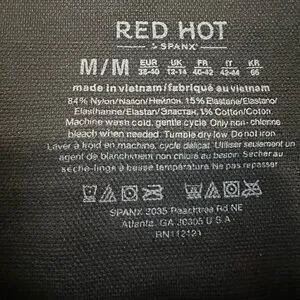 RED HOT
BY SPANX®
M/M EUR 38-40 UK 12-14 FR 40-42 IT 42-44 KR 66
made in vietnam/fabriqué au vietnam
84% Nylon/Nailon/Нейлон, 15% Elastane/Elastano/
Elasthanne/Elastan/Эластан, 1% Cotton/Coton
Machine wash cold, gentle cycle. Only non-chlorine
bleach when needed. Tumble dry low. Do not iron.
Laver à froid en machine, cycle délicat. Utiliser seulement un
agent de blanchiment non chloré au besoin. Sécher au
sèche-linge à basse température. Ne pas repasser.
SPANX 3035 Peachtree Rd NE
Atlanta, GA 30305 U.S.A.
RN112121